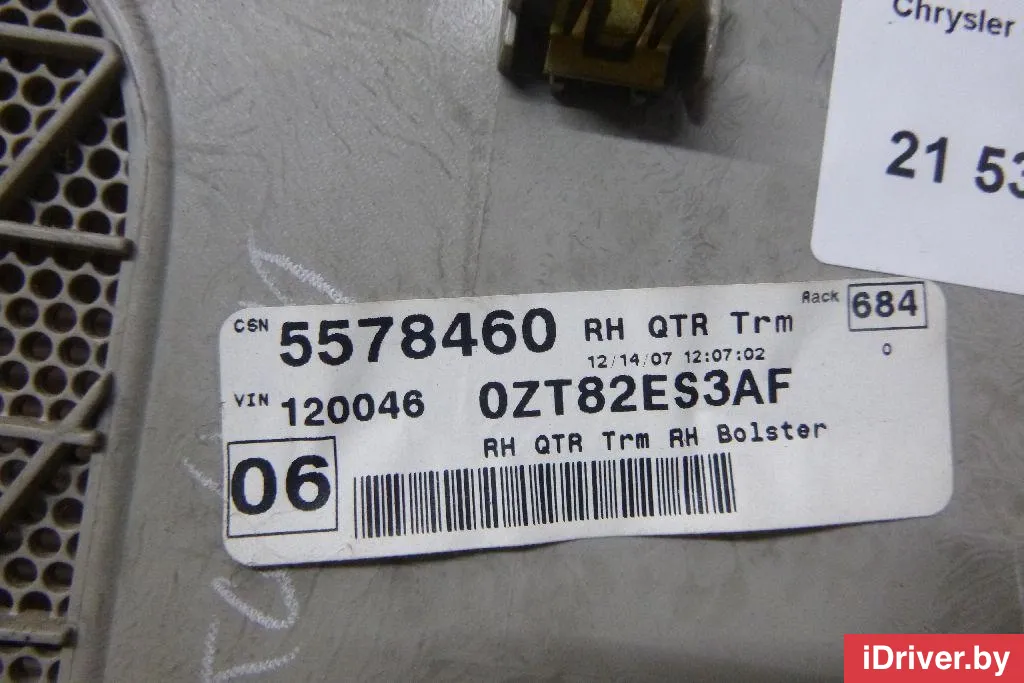 Chrysler
21 53
CSN 5578460 RH QTR Trm Rack 684
12/14/07 12:07:02 0
VIN 120046 0ZT82ES3AF
RH QTR Trm RH Bolster
06
iDriver.by